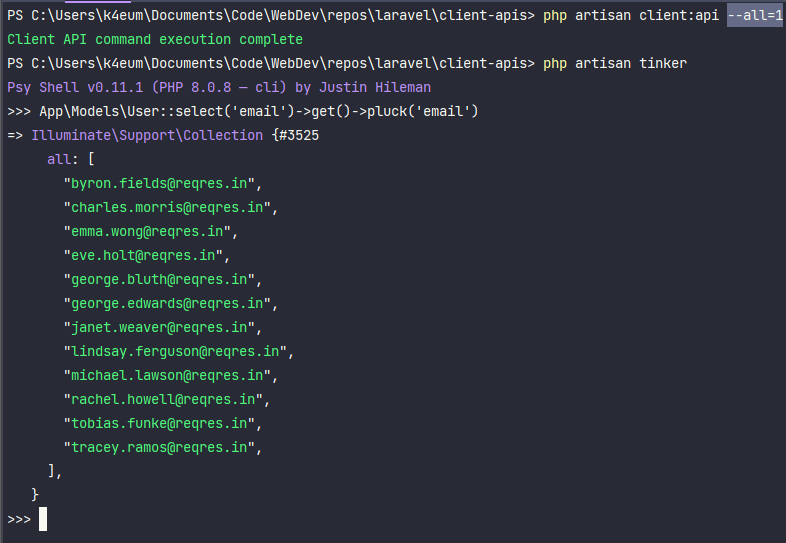 PS C:\Users\k4eum\Documents\Code\WebDev\repos\laravel\client-apis> php artisan client:api --all=1
Client API command execution complete
PS C:\Users\k4eum\Documents\Code\WebDev\repos\laravel\client-apis> php artisan tinker
Psy Shell v0.11.1 (PHP 8.0.8 — cli) by Justin Hileman
>>> App\Models\User::select('email')->get()->pluck('email')
=> Illuminate\Support\Collection {#3525
     all: [
       "byron.fields@reqres.in",
       "charles.morris@reqres.in",
       "emma.wong@reqres.in",
       "eve.holt@reqres.in",
       "george.bluth@reqres.in",
       "george.edwards@reqres.in",
       "janet.weaver@reqres.in",
       "lindsay.ferguson@reqres.in",
       "michael.lawson@reqres.in",
       "rachel.howell@reqres.in",
       "tobias.funke@reqres.in",
       "tracey.ramos@reqres.in",
     ],
   }
>>>